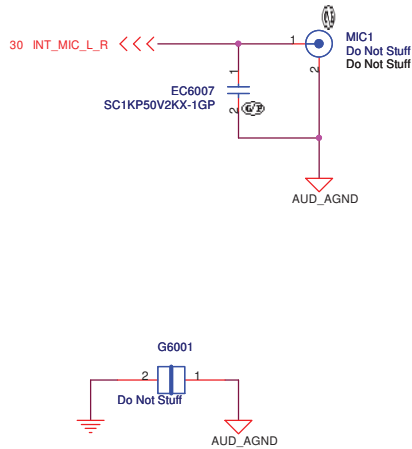 30 INT_MIC_L_R
1
MIC1
Do Not Stuff
Do Not Stuff
2
1
EC6007
SC1KP50V2KX-1GP
2
AUD_AGND
G6001
2
1
Do Not Stuff
AUD_AGND